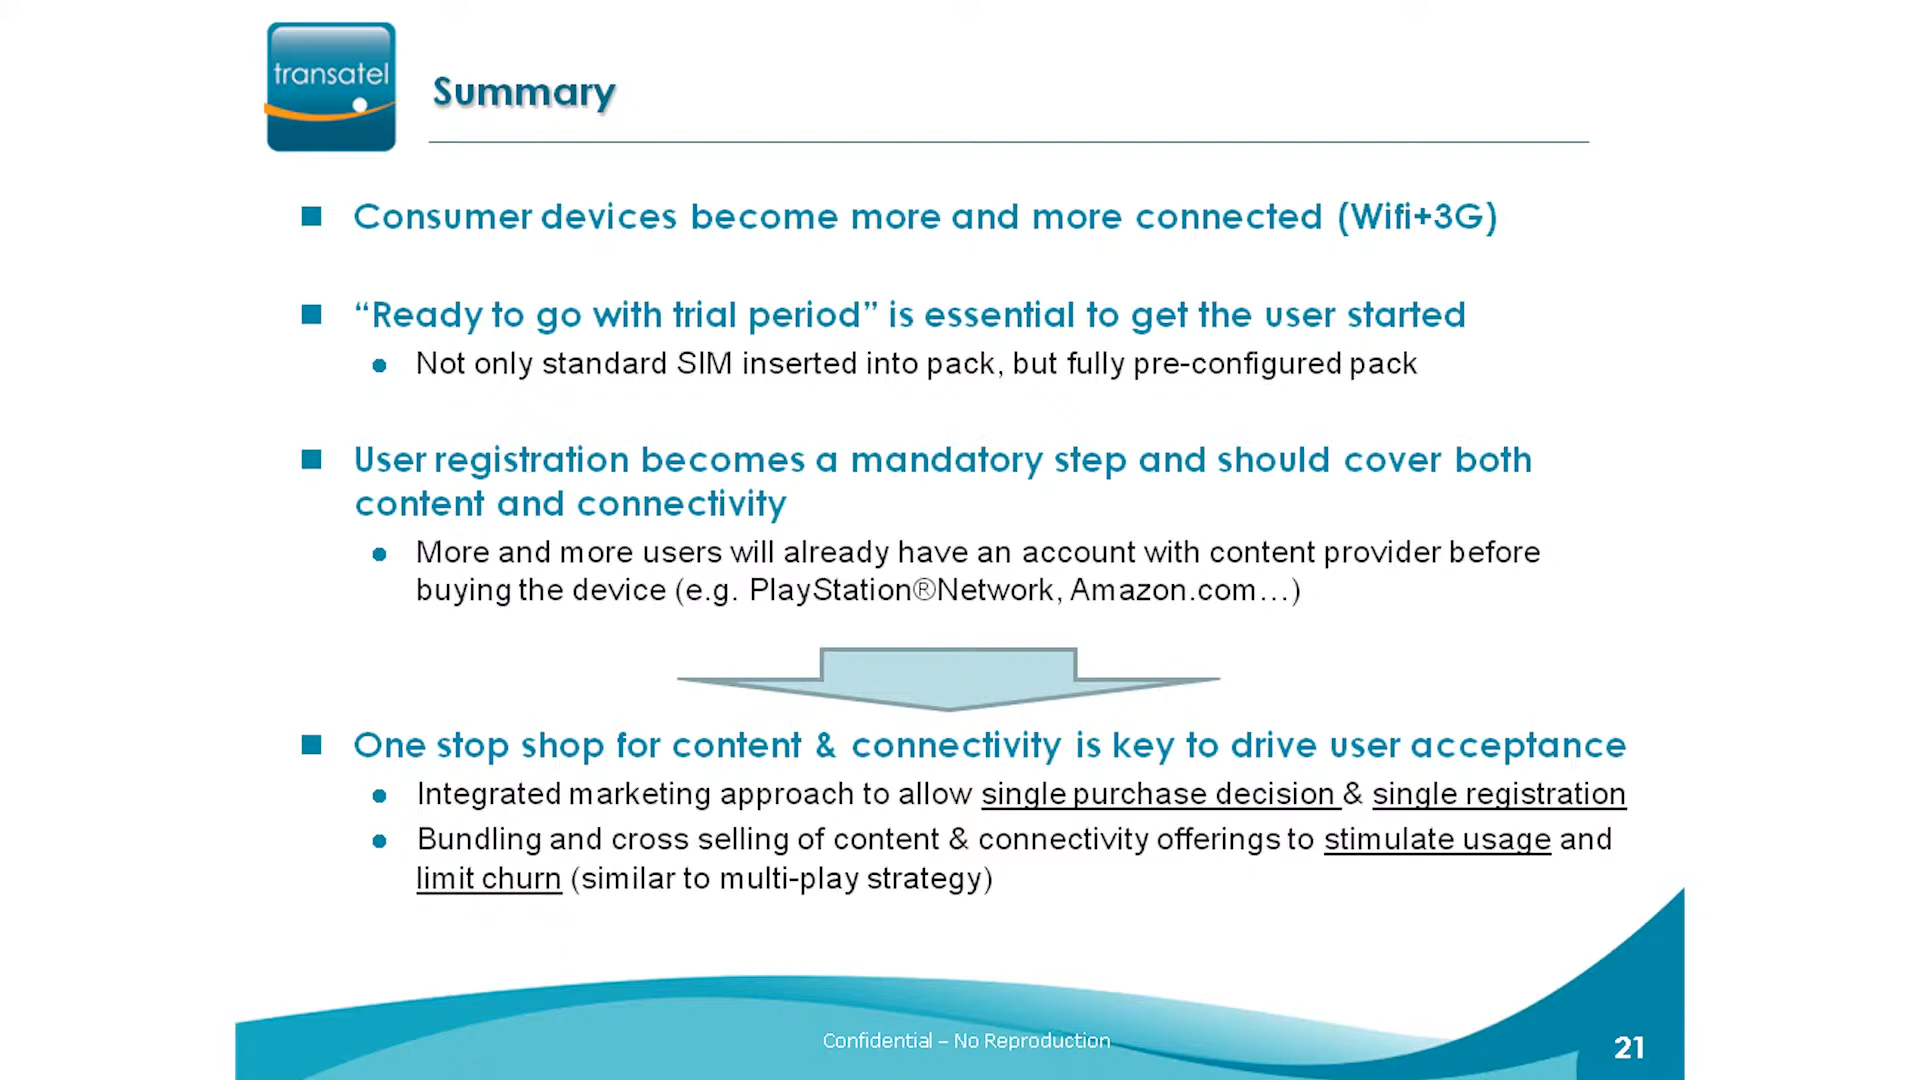 transatel
Summary
Consumer devices become more and more connected (Wifi+3G)
“Ready to go with trial period” is essential to get the user started
Not only standard SIM inserted into pack, but fully pre-configured pack
User registration becomes a mandatory step and should cover both
content and connectivity
More and more users will already have an account with content provider before
buying the device (e.g. PlayStation®Network, Amazon.com…)
One stop shop for content & connectivity is key to drive user acceptance
Integrated marketing approach to allow single purchase decision & single registration
Bundling and cross selling of content & connectivity offerings to stimulate usage and
limit churn (similar to multi-play strategy)
Confidential – No Reproduction
21